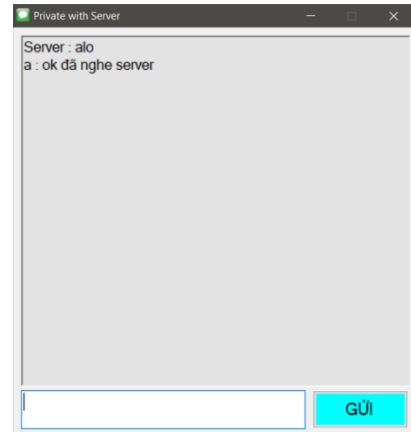 Private with Server
Server : alo
a : ok đã nghe server
GỬI